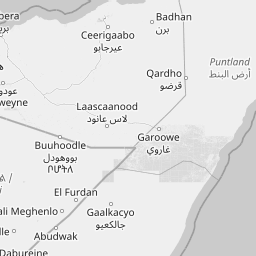 Badhan
برن
Ceerigaabo
عيرجابو
Puntland
أرض البنط
Qardho
قرضو
Laascaanood
لاس عانود
Garoowe
غاروي
Buuhoodle
بووهودل
El Furdan
Gaalkacyo
جالكعيو
Abudwak